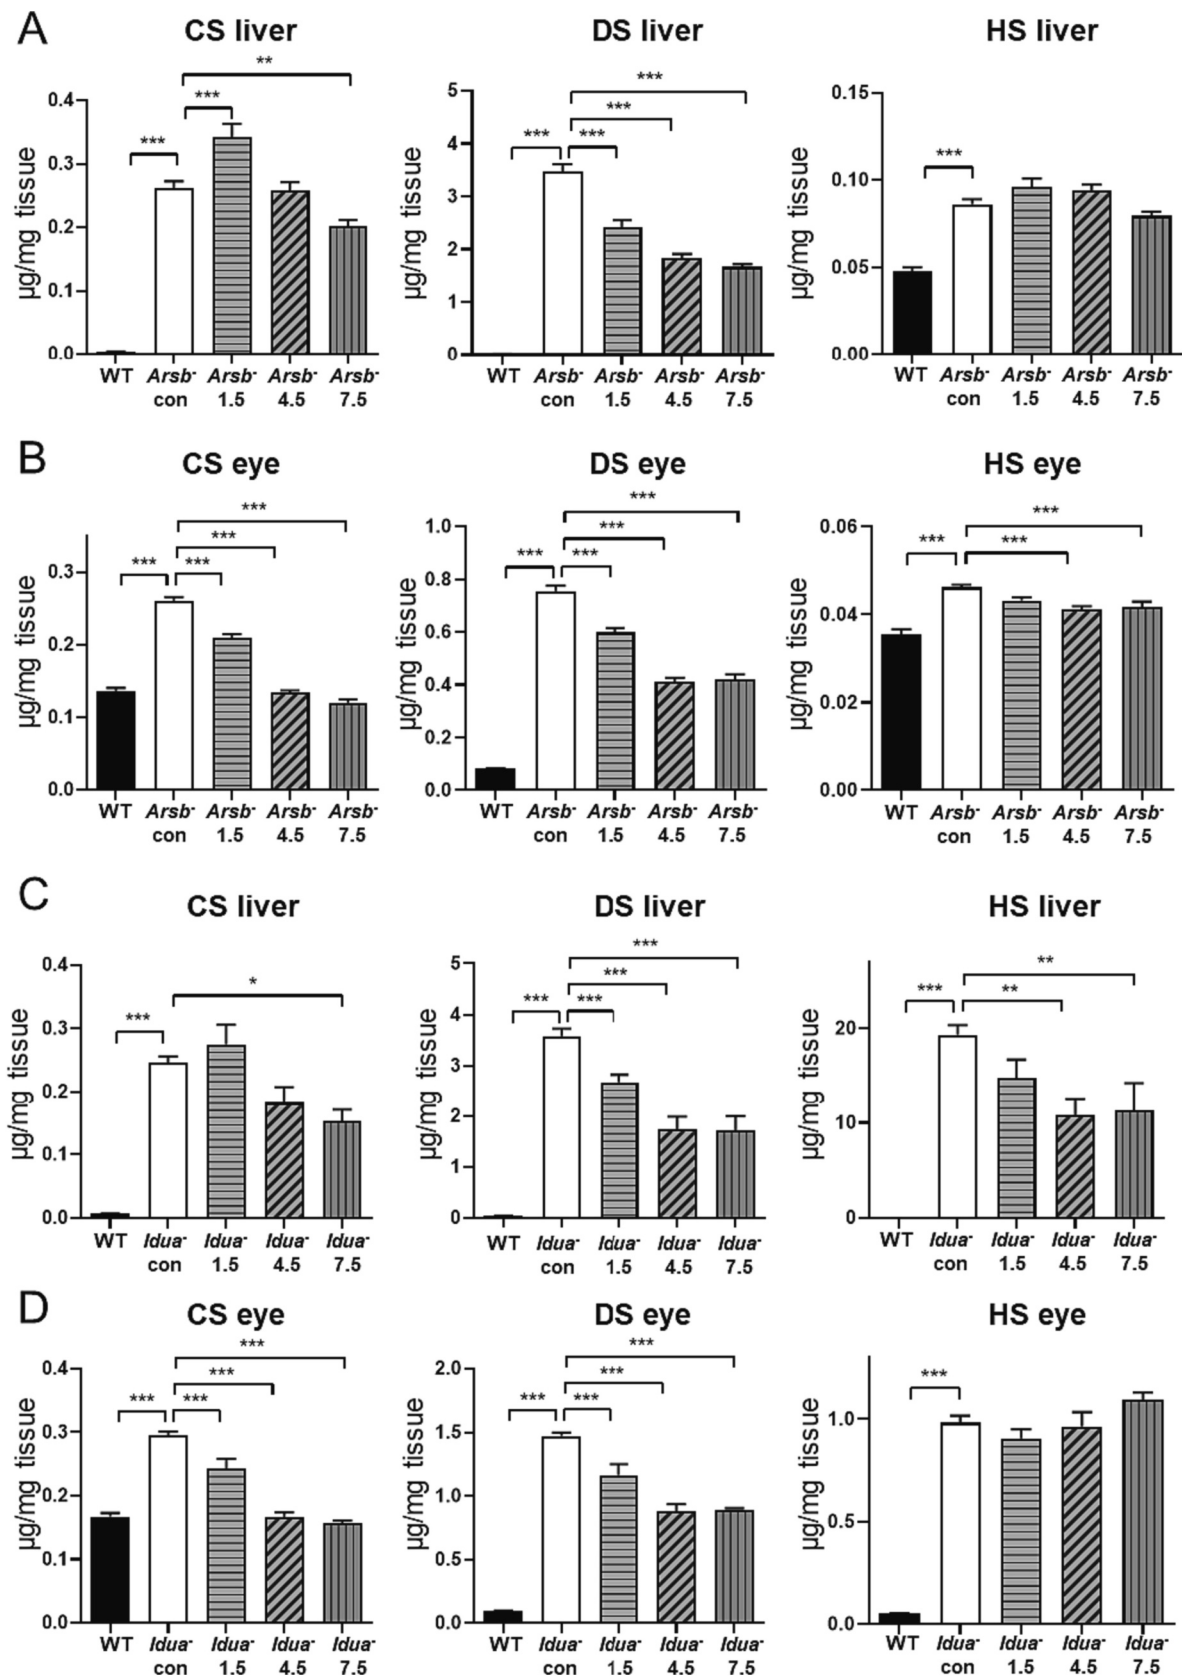 A
CS liver
DS liver
HS liver
**
***
***
***
***
***
***
***
0.4
0.3
0.2
0.1
0.0
µg/mg tissue
5
4
3
2
1
0
µg/mg tissue
0.15
0.10
0.05
0.00
µg/mg tissue
WT Arsb- Arsb- Arsb- Arsb-
con 1.5 4.5 7.5
WT Arsb- Arsb- Arsb- Arsb-
con 1.5 4.5 7.5
WT Arsb- Arsb- Arsb- Arsb-
con 1.5 4.5 7.5
B
CS eye
DS eye
HS eye
***
***
***
***
***
***
***
***
***
***
***
0.3
0.2
0.1
0.0
µg/mg tissue
1.0
0.8
0.6
0.4
0.2
0.0
µg/mg tissue
0.06
0.04
0.02
0.00
µg/mg tissue
WT Arsb- Arsb- Arsb- Arsb-
con 1.5 4.5 7.5
WT Arsb- Arsb- Arsb- Arsb-
con 1.5 4.5 7.5
WT Arsb- Arsb- Arsb- Arsb-
con 1.5 4.5 7.5
C
CS liver
DS liver
HS liver
*
***
***
***
***
***
**
**
***
0.4
0.3
0.2
0.1
0.0
µg/mg tissue
5
4
3
2
1
0
µg/mg tissue
20
10
0
µg/mg tissue
WT Idua- Idua- Idua- Idua-
con 1.5 4.5 7.5
WT Idua- Idua- Idua- Idua-
con 1.5 4.5 7.5
WT Idua- Idua- Idua- Idua-
con 1.5 4.5 7.5
D
CS eye
DS eye
HS eye
***
***
***
***
***
***
***
***
***
0.4
0.3
0.2
0.1
0.0
µg/mg tissue
2.0
1.5
1.0
0.5
0.0
µg/mg tissue
1.0
0.5
0.0
µg/mg tissue
WT Idua- Idua- Idua- Idua-
con 1.5 4.5 7.5
WT Idua- Idua- Idua- Idua-
con 1.5 4.5 7.5
WT Idua- Idua- Idua- Idua-
con 1.5 4.5 7.5